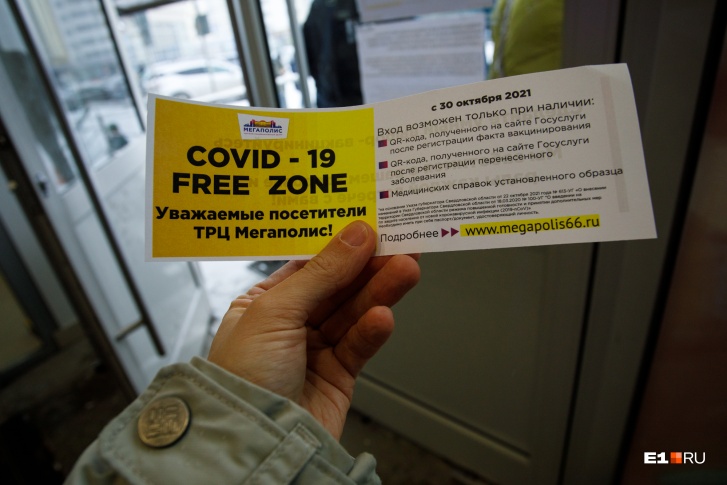 МЕГАПОЛИС
COVID - 19
FREE ZONE
Уважаемые посетители
ТРЦ Мегаполис!
с 30 октября 2021
Вход возможен только при наличии:
QR-кода, полученного на сайте Госуслуги
после регистрации факта вакцинирования
QR-кода, полученного на сайте Госуслуги
после регистрации перенесенного
заболевания
Медицинских справок установленного образца
Подробнее
www.megapolis66.ru
E1.RU